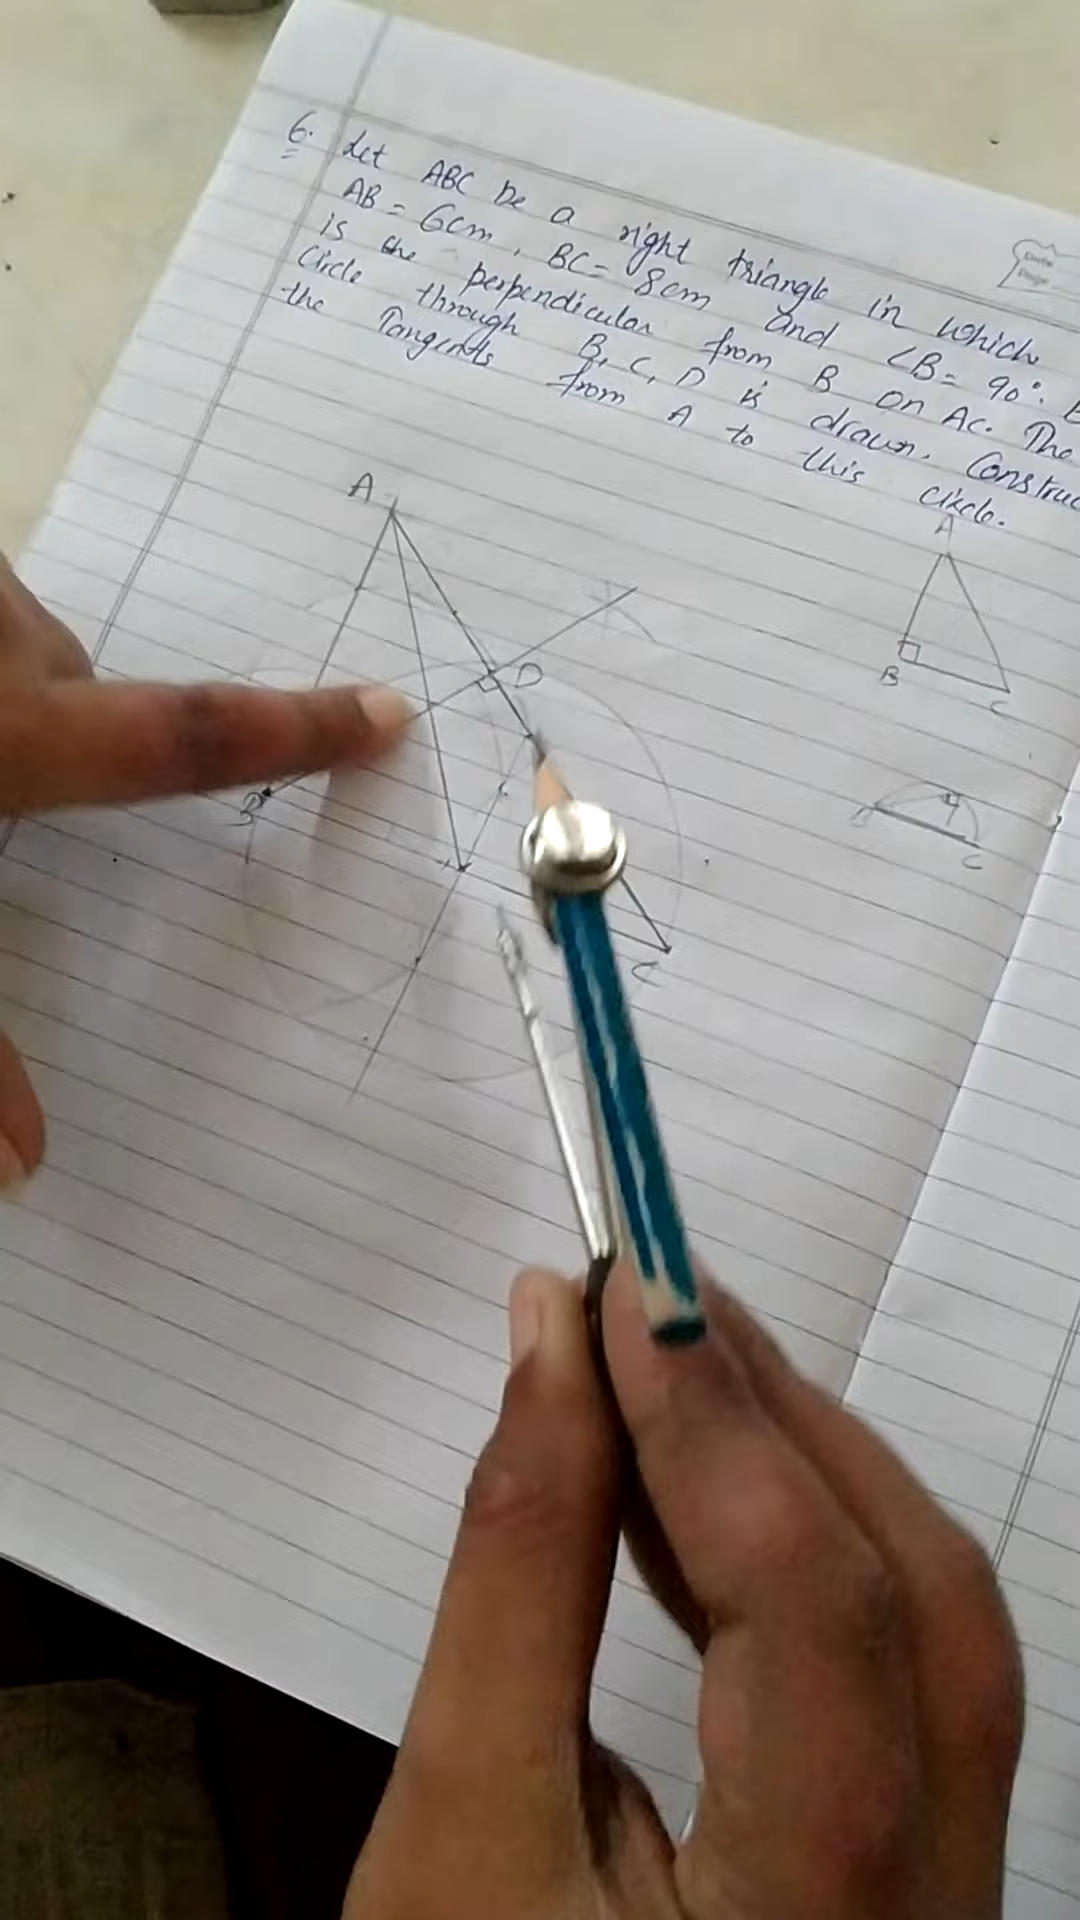 6. Let ABC be a right triangle in which
AB = 6cm, BC = 8cm and ∠B = 90°.
is the perpendicular from B on AC. The
Circle through B, C, D is drawn. Construc
the Tangents from A to this circle.
A
A
D
B
C
B
C
C